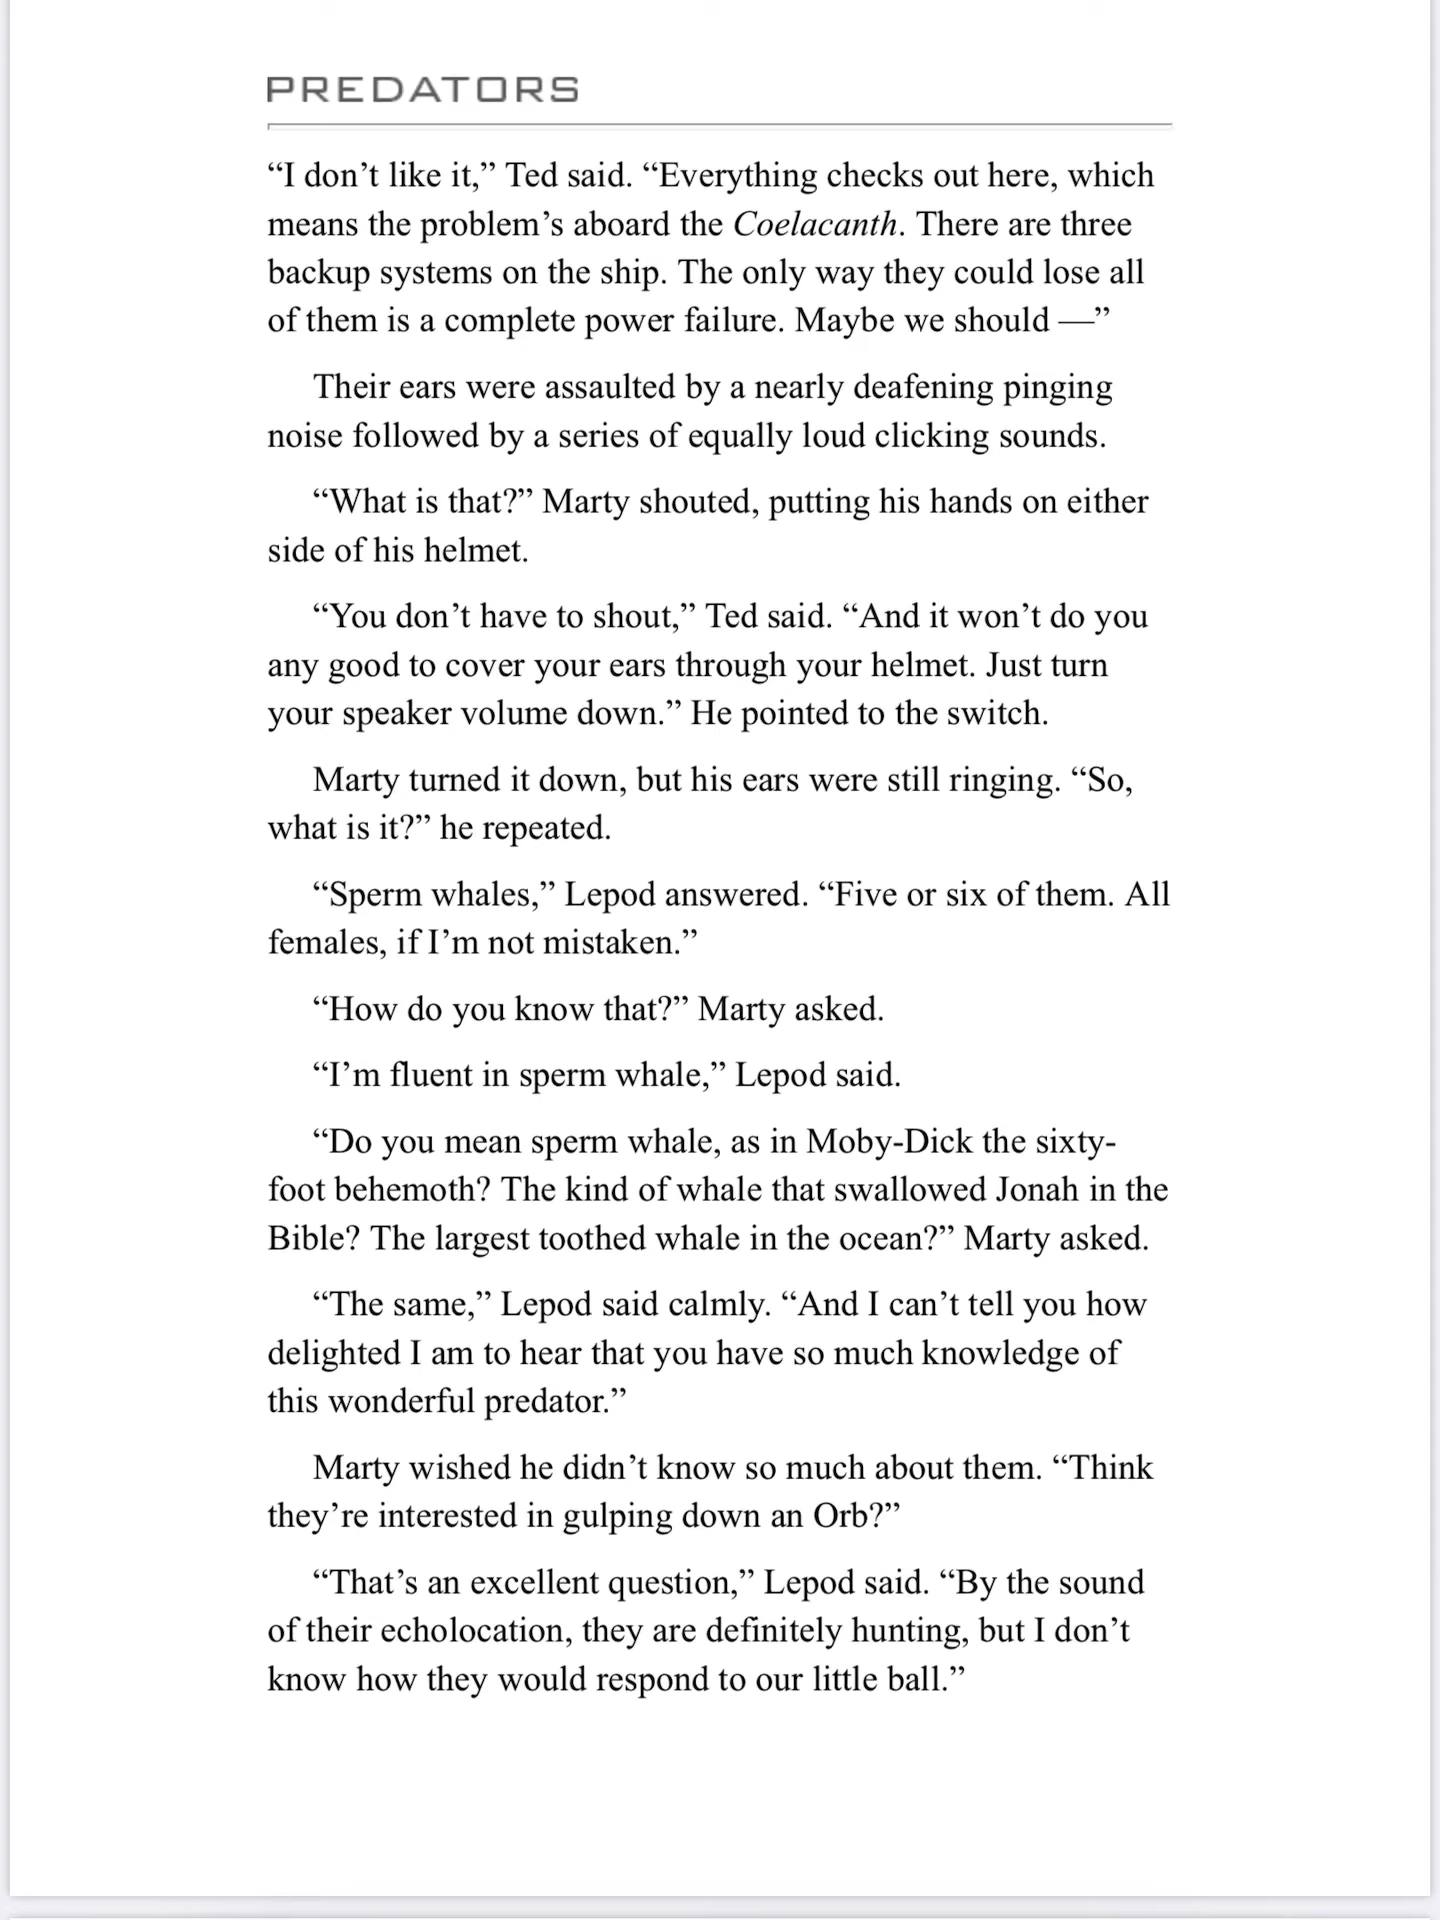 PREDATORS
“I don’t like it,” Ted said. “Everything checks out here, which
means the problem’s aboard the Coelacanth. There are three
backup systems on the ship. The only way they could lose all
of them is a complete power failure. Maybe we should —”
Their ears were assaulted by a nearly deafening pinging
noise followed by a series of equally loud clicking sounds.
“What is that?” Marty shouted, putting his hands on either
side of his helmet.
“You don’t have to shout,” Ted said. “And it won’t do you
any good to cover your ears through your helmet. Just turn
your speaker volume down.” He pointed to the switch.
Marty turned it down, but his ears were still ringing. “So,
what is it?” he repeated.
“Sperm whales,” Lepod answered. “Five or six of them. All
females, if I’m not mistaken.”
“How do you know that?” Marty asked.
“I’m fluent in sperm whale,” Lepod said.
“Do you mean sperm whale, as in Moby-Dick the sixty-
foot behemoth? The kind of whale that swallowed Jonah in the
Bible? The largest toothed whale in the ocean?” Marty asked.
“The same,” Lepod said calmly. “And I can’t tell you how
delighted I am to hear that you have so much knowledge of
this wonderful predator.”
Marty wished he didn’t know so much about them. “Think
they’re interested in gulping down an Orb?”
“That’s an excellent question,” Lepod said. “By the sound
of their echolocation, they are definitely hunting, but I don’t
know how they would respond to our little ball.”